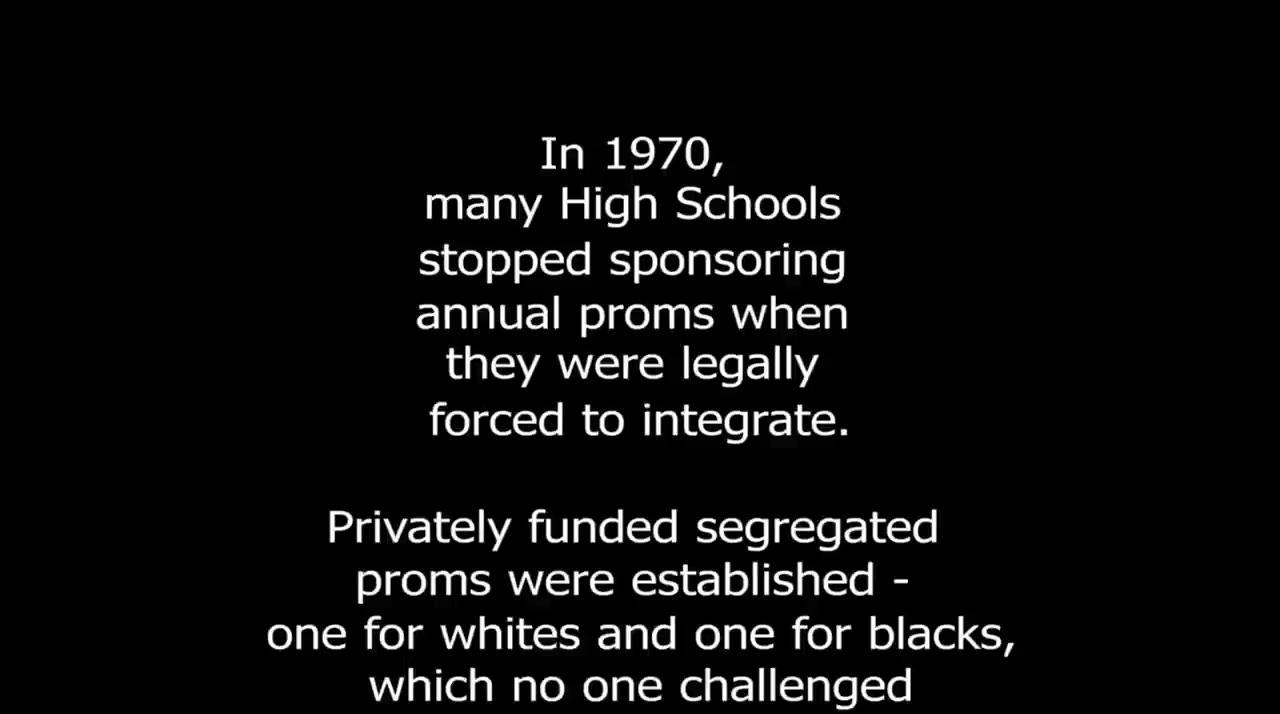 In 1970,
many High Schools
stopped sponsoring
annual proms when
they were legally
forced to integrate.
Privately funded segregated
proms were established -
one for whites and one for blacks,
which no one challenged